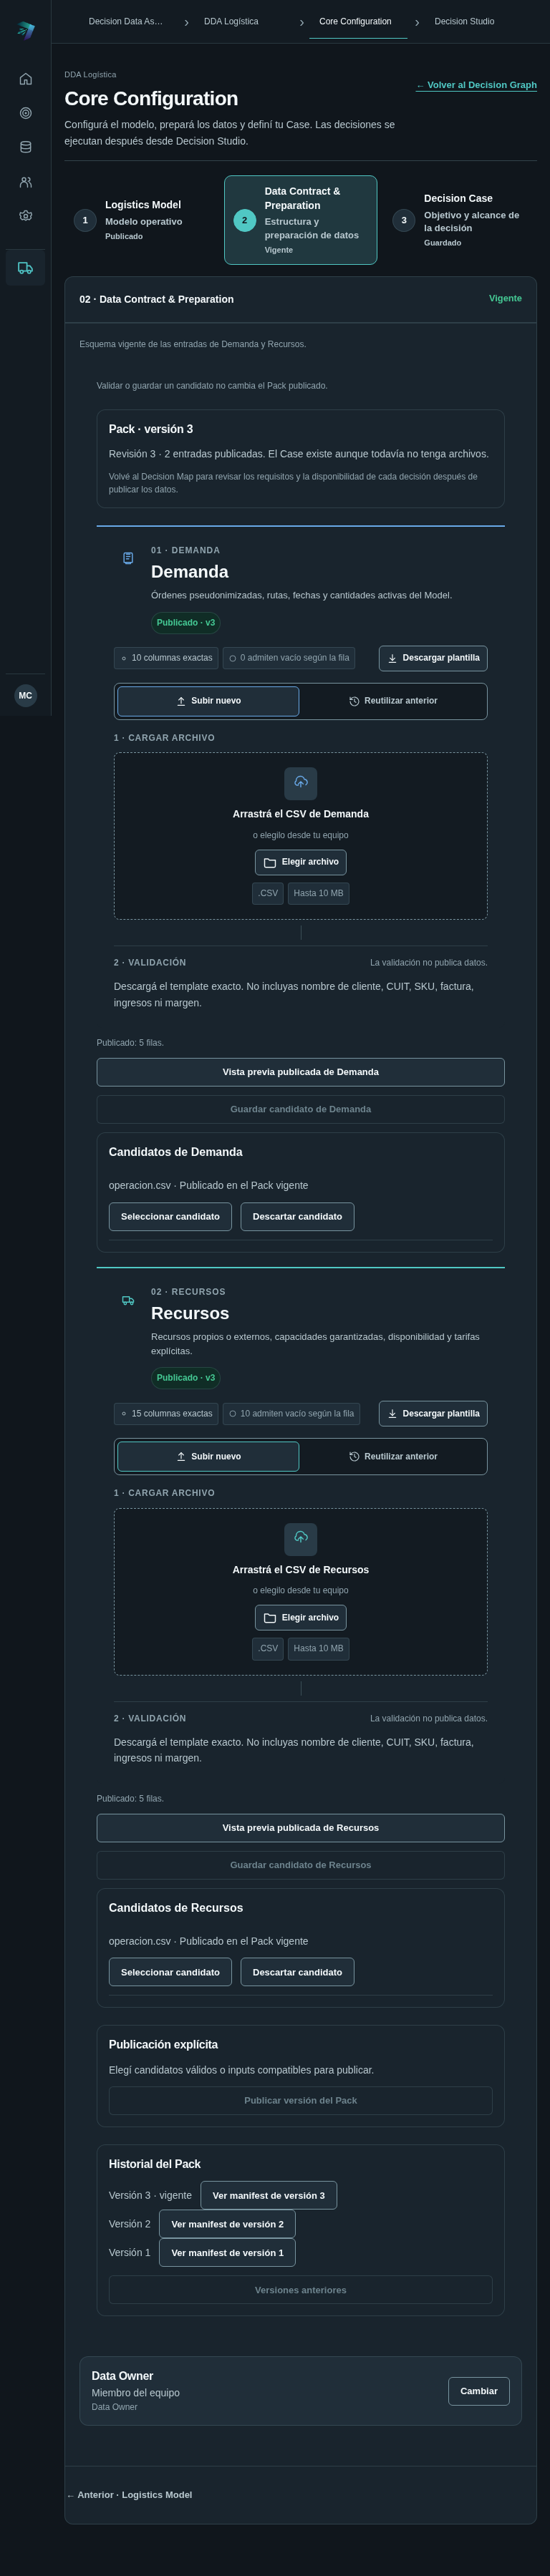 Decision Data As…
DDA Logística
Core Configuration
Decision Studio
DDA Logística
Core Configuration
← Volver al Decision Graph
Configurá el modelo, prepará los datos y definí tu Case. Las decisiones se
ejecutan después desde Decision Studio.
1
Logistics Model
Modelo operativo
Publicado
2
Data Contract &
Preparation
Estructura y
preparación de datos
Vigente
3
Decision Case
Objetivo y alcance de
la decisión
Guardado
02 · Data Contract & Preparation
Vigente
Esquema vigente de las entradas de Demanda y Recursos.
Validar o guardar un candidato no cambia el Pack publicado.
Pack · versión 3
Revisión 3 · 2 entradas publicadas. El Case existe aunque todavía no tenga archivos.
Volvé al Decision Map para revisar los requisitos y la disponibilidad de cada decisión después de
publicar los datos.
01 · DEMANDA
Demanda
Órdenes pseudonimizadas, rutas, fechas y cantidades activas del Model.
Publicado · v3
10 columnas exactas
0 admiten vacío según la fila
Descargar plantilla
Subir nuevo
Reutilizar anterior
1 · CARGAR ARCHIVO
Arrastrá el CSV de Demanda
o elegilo desde tu equipo
Elegir archivo
.CSV
Hasta 10 MB
2 · VALIDACIÓN
La validación no publica datos.
Descargá el template exacto. No incluyas nombre de cliente, CUIT, SKU, factura,
ingresos ni margen.
Publicado: 5 filas.
Vista previa publicada de Demanda
Guardar candidato de Demanda
Candidatos de Demanda
operacion.csv · Publicado en el Pack vigente
Seleccionar candidato
Descartar candidato
02 · RECURSOS
Recursos
Recursos propios o externos, capacidades garantizadas, disponibilidad y tarifas
explícitas.
Publicado · v3
15 columnas exactas
10 admiten vacío según la fila
Descargar plantilla
Subir nuevo
Reutilizar anterior
1 · CARGAR ARCHIVO
Arrastrá el CSV de Recursos
o elegilo desde tu equipo
Elegir archivo
.CSV
Hasta 10 MB
2 · VALIDACIÓN
La validación no publica datos.
Descargá el template exacto. No incluyas nombre de cliente, CUIT, SKU, factura,
ingresos ni margen.
Publicado: 5 filas.
Vista previa publicada de Recursos
Guardar candidato de Recursos
Candidatos de Recursos
operacion.csv · Publicado en el Pack vigente
Seleccionar candidato
Descartar candidato
Publicación explícita
Elegí candidatos válidos o inputs compatibles para publicar.
Publicar versión del Pack
Historial del Pack
Versión 3 · vigente
Ver manifest de versión 3
Versión 2
Ver manifest de versión 2
Versión 1
Ver manifest de versión 1
Versiones anteriores
Data Owner
Miembro del equipo
Data Owner
Cambiar
← Anterior · Logistics Model
MC